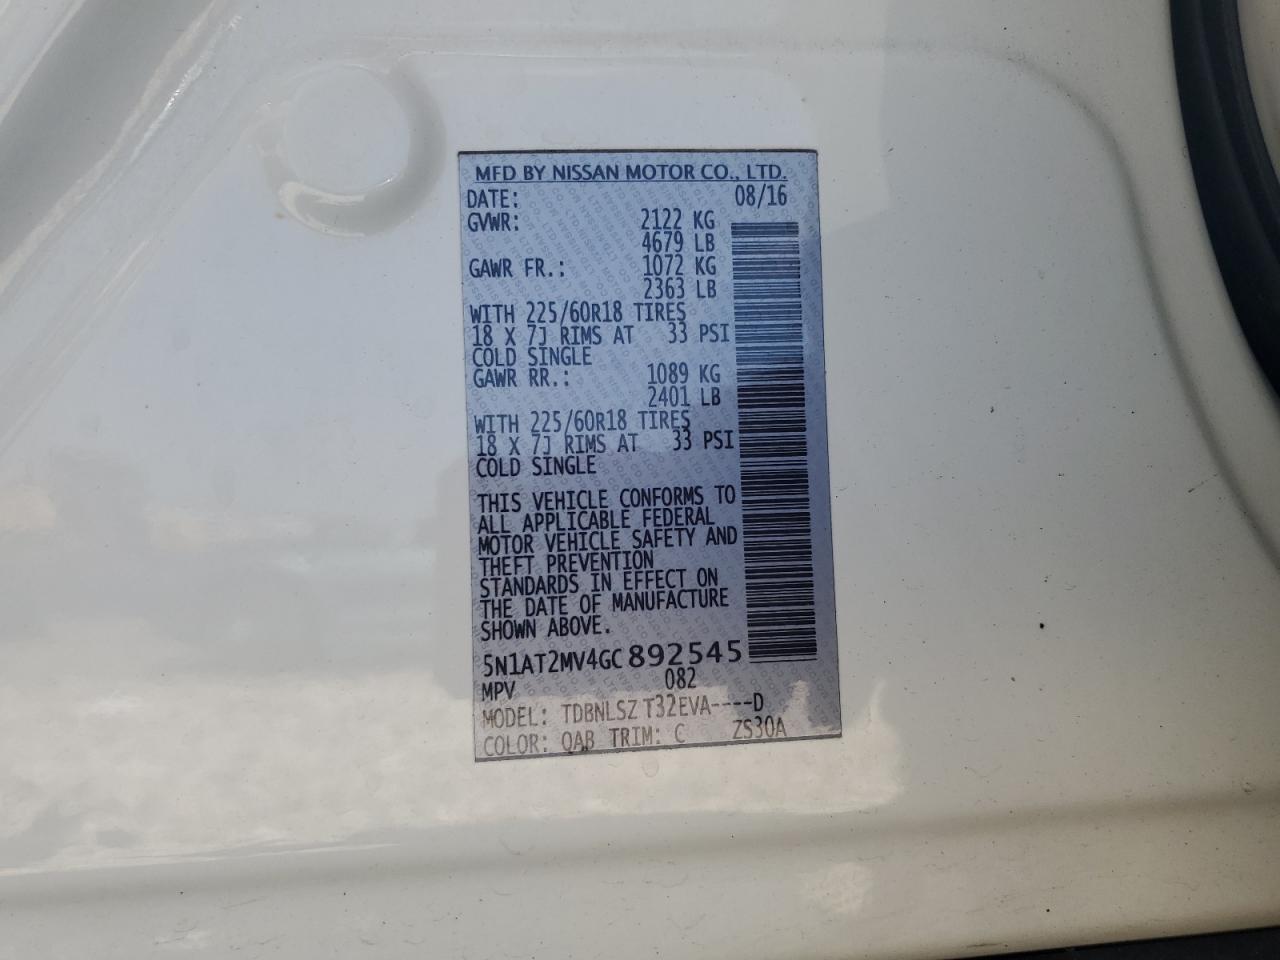 MFD BY NISSAN MOTOR CO., LTD.
DATE: 08/16
GVWR: 2122 KG
4679 LB
GAWR FR.: 1072 KG
2363 LB
WITH 225/60R18 TIRES
18 X 7J RIMS AT 33 PSI
COLD SINGLE
GAWR RR.: 1089 KG
2401 LB
WITH 225/60R18 TIRES
18 X 7J RIMS AT 33 PSI
COLD SINGLE
THIS VEHICLE CONFORMS TO
ALL APPLICABLE FEDERAL
MOTOR VEHICLE SAFETY AND
THEFT PREVENTION
STANDARDS IN EFFECT ON
THE DATE OF MANUFACTURE
SHOWN ABOVE.
5N1AT2MV4GC892545
MPV 082
MODEL: TDBNLSZ T32EVA----D
COLOR: QAB TRIM: C ZS30A